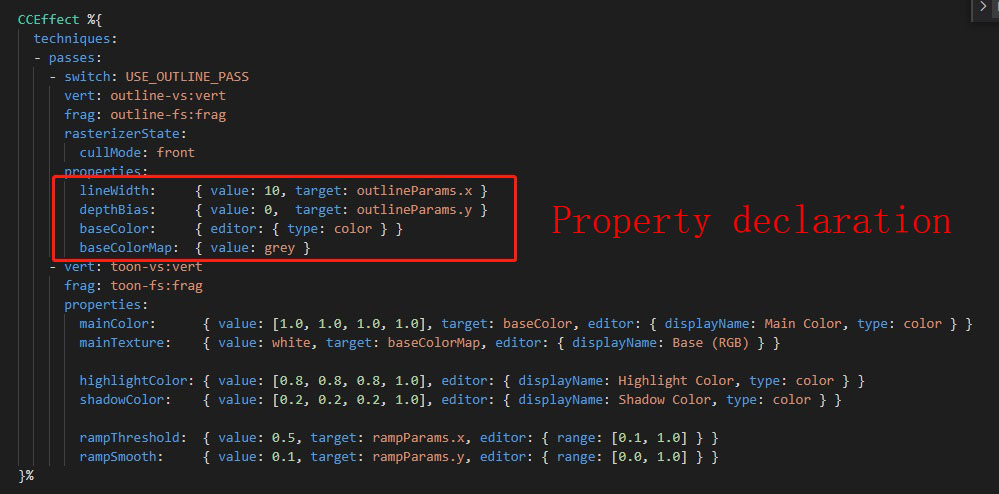 CCEffect %{
techniques:
- passes:
- switch: USE_OUTLINE_PASS
vert: outline-vs:vert
frag: outline-fs:frag
rasterizerState:
cullMode: front
properties:
lineWidth: { value: 10, target: outlineParams.x }
depthBias: { value: 0, target: outlineParams.y }
baseColor: { editor: { type: color } }
baseColorMap: { value: grey }
Property declaration
- vert: toon-vs:vert
frag: toon-fs:frag
properties:
mainColor: { value: [1.0, 1.0, 1.0, 1.0], target: baseColor, editor: { displayName: Main Color, type: color } }
mainTexture: { value: white, target: baseColorMap, editor: { displayName: Base (RGB) } }
highlightColor: { value: [0.8, 0.8, 0.8, 1.0], editor: { displayName: Highlight Color, type: color } }
shadowColor: { value: [0.2, 0.2, 0.2, 1.0], editor: { displayName: Shadow Color, type: color } }
rampThreshold: { value: 0.5, target: rampParams.x, editor: { range: [0.1, 1.0] } }
rampSmooth: { value: 0.1, target: rampParams.y, editor: { range: [0.0, 1.0] } }
}%